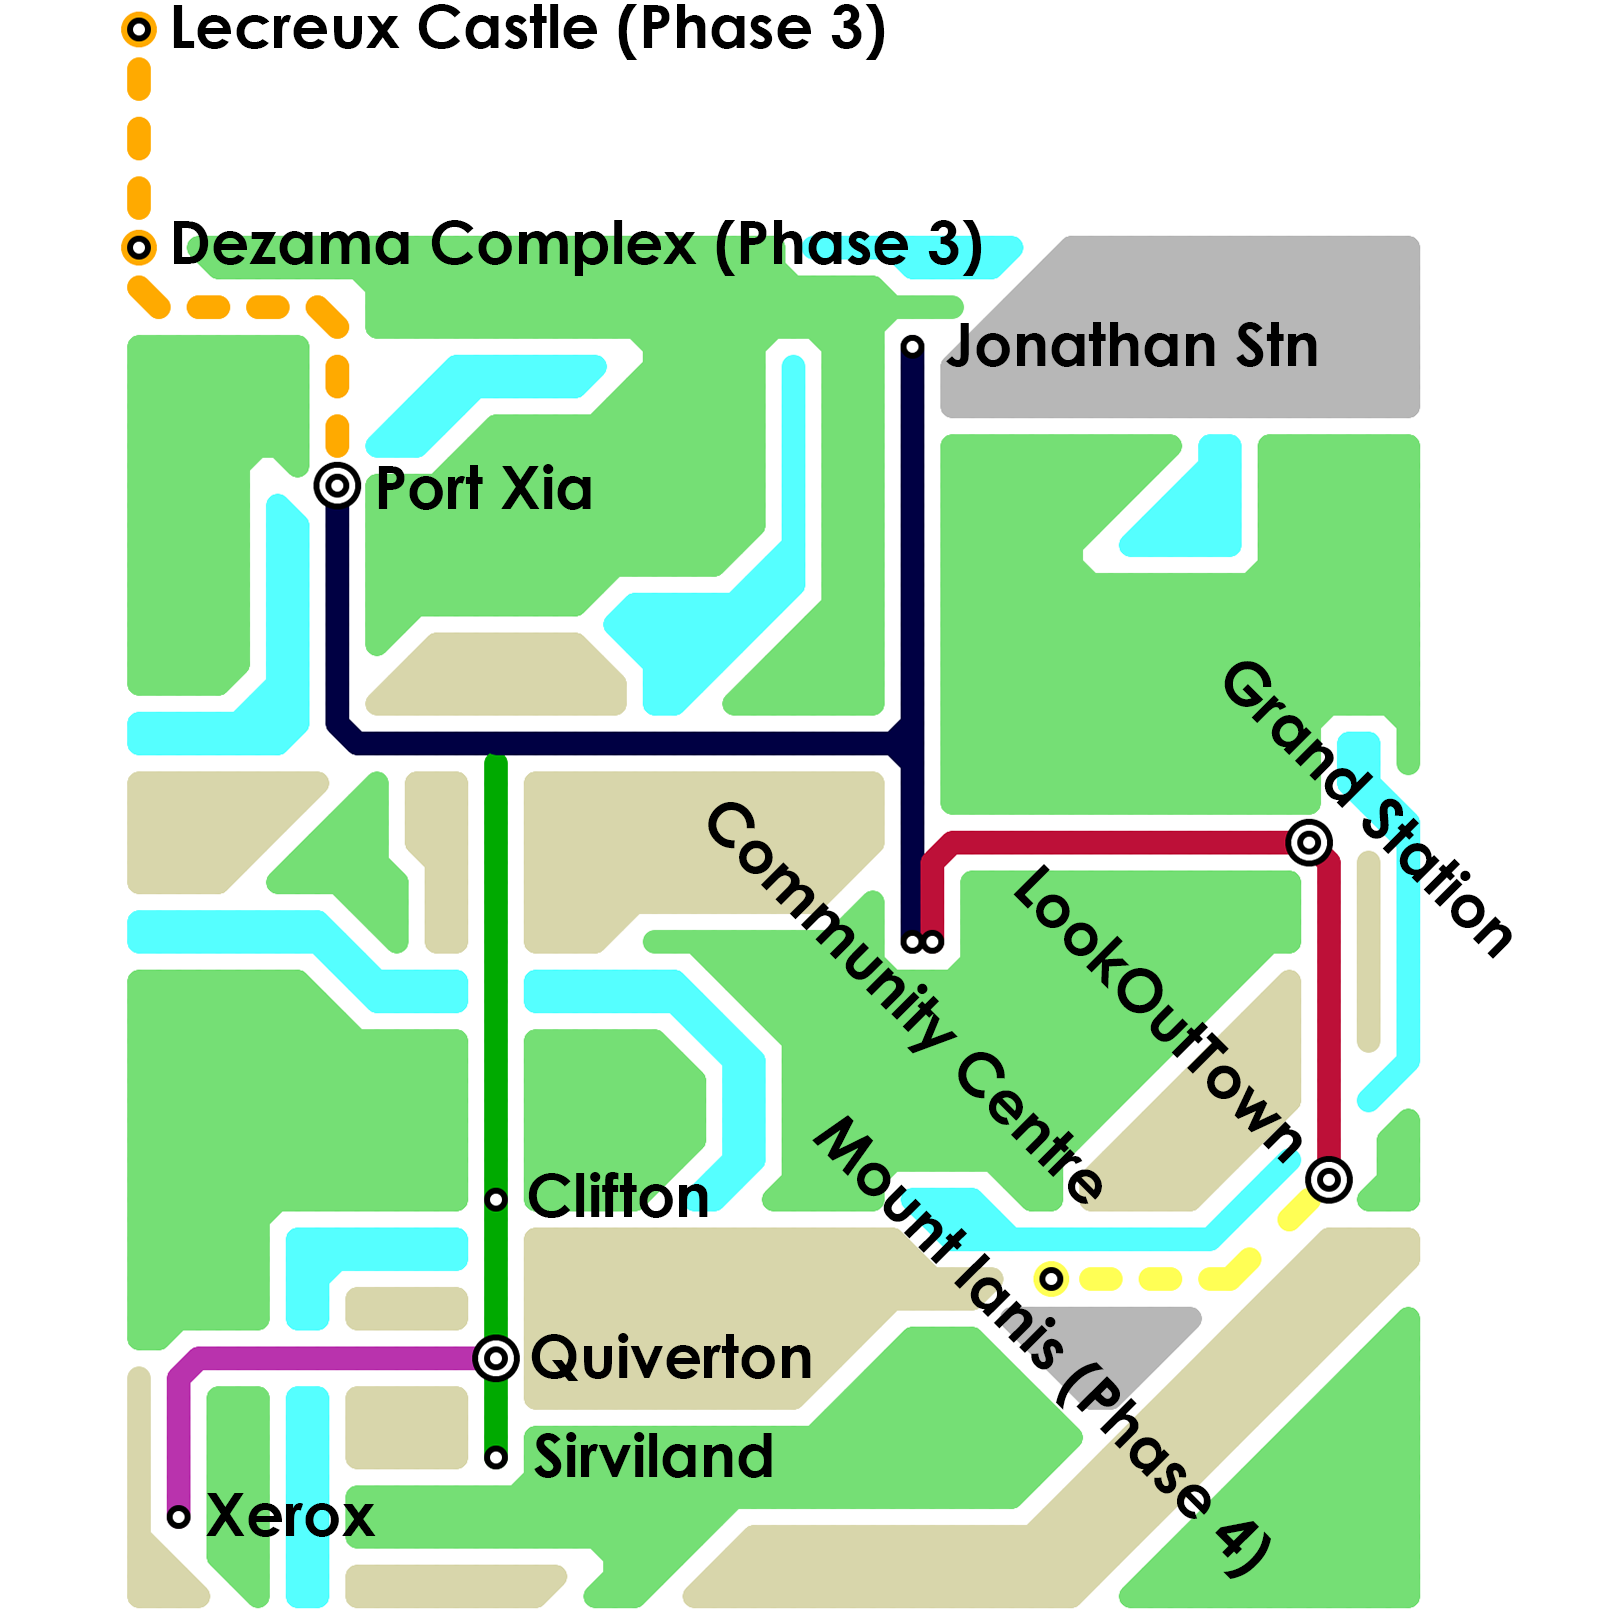 Lecreux Castle (Phase 3)
Dezama Complex (Phase 3)
Jonathan Stn
Port Xia
Grand Station
Community Centre
LookOutTown
Mount Ianis (Phase 4)
Clifton
Quiverton
Sirviland
Xerox